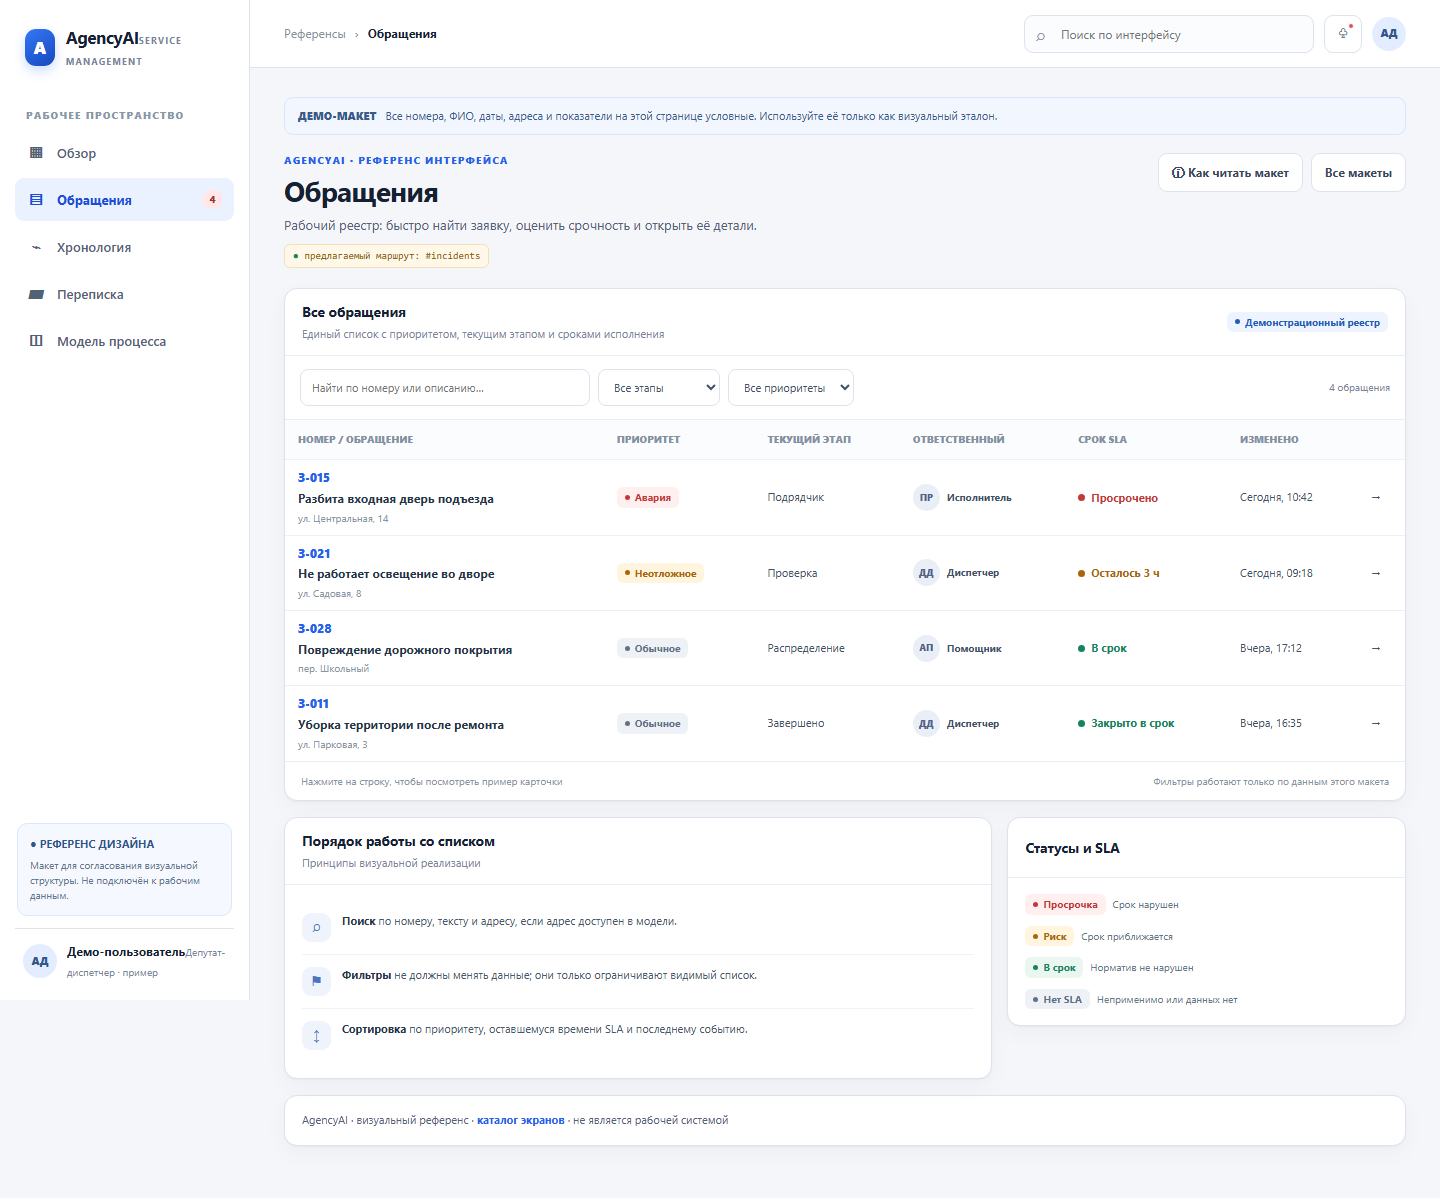 A
AgencyAI SERVICE
MANAGEMENT
РАБОЧЕЕ ПРОСТРАНСТВО
Обзор
Обращения 4
Хронология
Переписка
Модель процесса
● РЕФЕРЕНС ДИЗАЙНА
Макет для согласования визуальной
структуры. Не подключён к рабочим
данным.
АД
Демо-пользователь Депутат-
диспетчер · пример
Референсы › Обращения
Поиск по интерфейсу
АД
ДЕМО-МАКЕТ Все номера, ФИО, даты, адреса и показатели на этой странице условные. Используйте её только как визуальный эталон.
AGENCYAI · РЕФЕРЕНС ИНТЕРФЕЙСА
Обращения
Рабочий реестр: быстро найти заявку, оценить срочность и открыть её детали.
● предлагаемый маршрут: #incidents
ⓘ Как читать макет
Все макеты
Все обращения
Единый список с приоритетом, текущим этапом и сроками исполнения
Демонстрационный реестр
Найти по номеру или описанию...
Все этапы
Все приоритеты
4 обращения
НОМЕР / ОБРАЩЕНИЕ ПРИОРИТЕТ ТЕКУЩИЙ ЭТАП ОТВЕТСТВЕННЫЙ СРОК SLA ИЗМЕНЕНО
З-015
Разбита входная дверь подъезда
ул. Центральная, 14
Авария Подрядчик ПР Исполнитель Просрочено Сегодня, 10:42 →
З-021
Не работает освещение во дворе
ул. Садовая, 8
Неотложное Проверка ДД Диспетчер Осталось 3 ч Сегодня, 09:18 →
З-028
Повреждение дорожного покрытия
пер. Школьный
Обычное Распределение АП Помощник В срок Вчера, 17:12 →
З-011
Уборка территории после ремонта
ул. Парковая, 3
Обычное Завершено ДД Диспетчер Закрыто в срок Вчера, 16:35 →
Нажмите на строку, чтобы посмотреть пример карточки
Фильтры работают только по данным этого макета
Порядок работы со списком
Принципы визуальной реализации
Поиск по номеру, тексту и адресу, если адрес доступен в модели.
Фильтры не должны менять данные; они только ограничивают видимый список.
Сортировка по приоритету, оставшемуся времени SLA и последнему событию.
Статусы и SLA
Просрочка Срок нарушен
Риск Срок приближается
В срок Норматив не нарушен
Нет SLA Неприменимо или данных нет
AgencyAI · визуальный референс · каталог экранов · не является рабочей системой